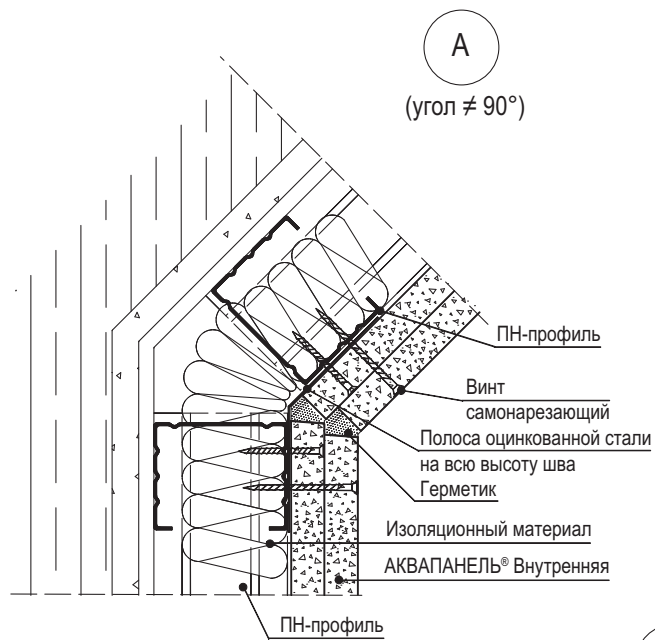 А
(угол ≠ 90°)
ПН-профиль
Винт
самонарезающий
Полоса оцинкованной стали
на всю высоту шва
Герметик
Изоляционный материал
АКВАПАНЕЛЬ® Внутренняя
ПН-профиль